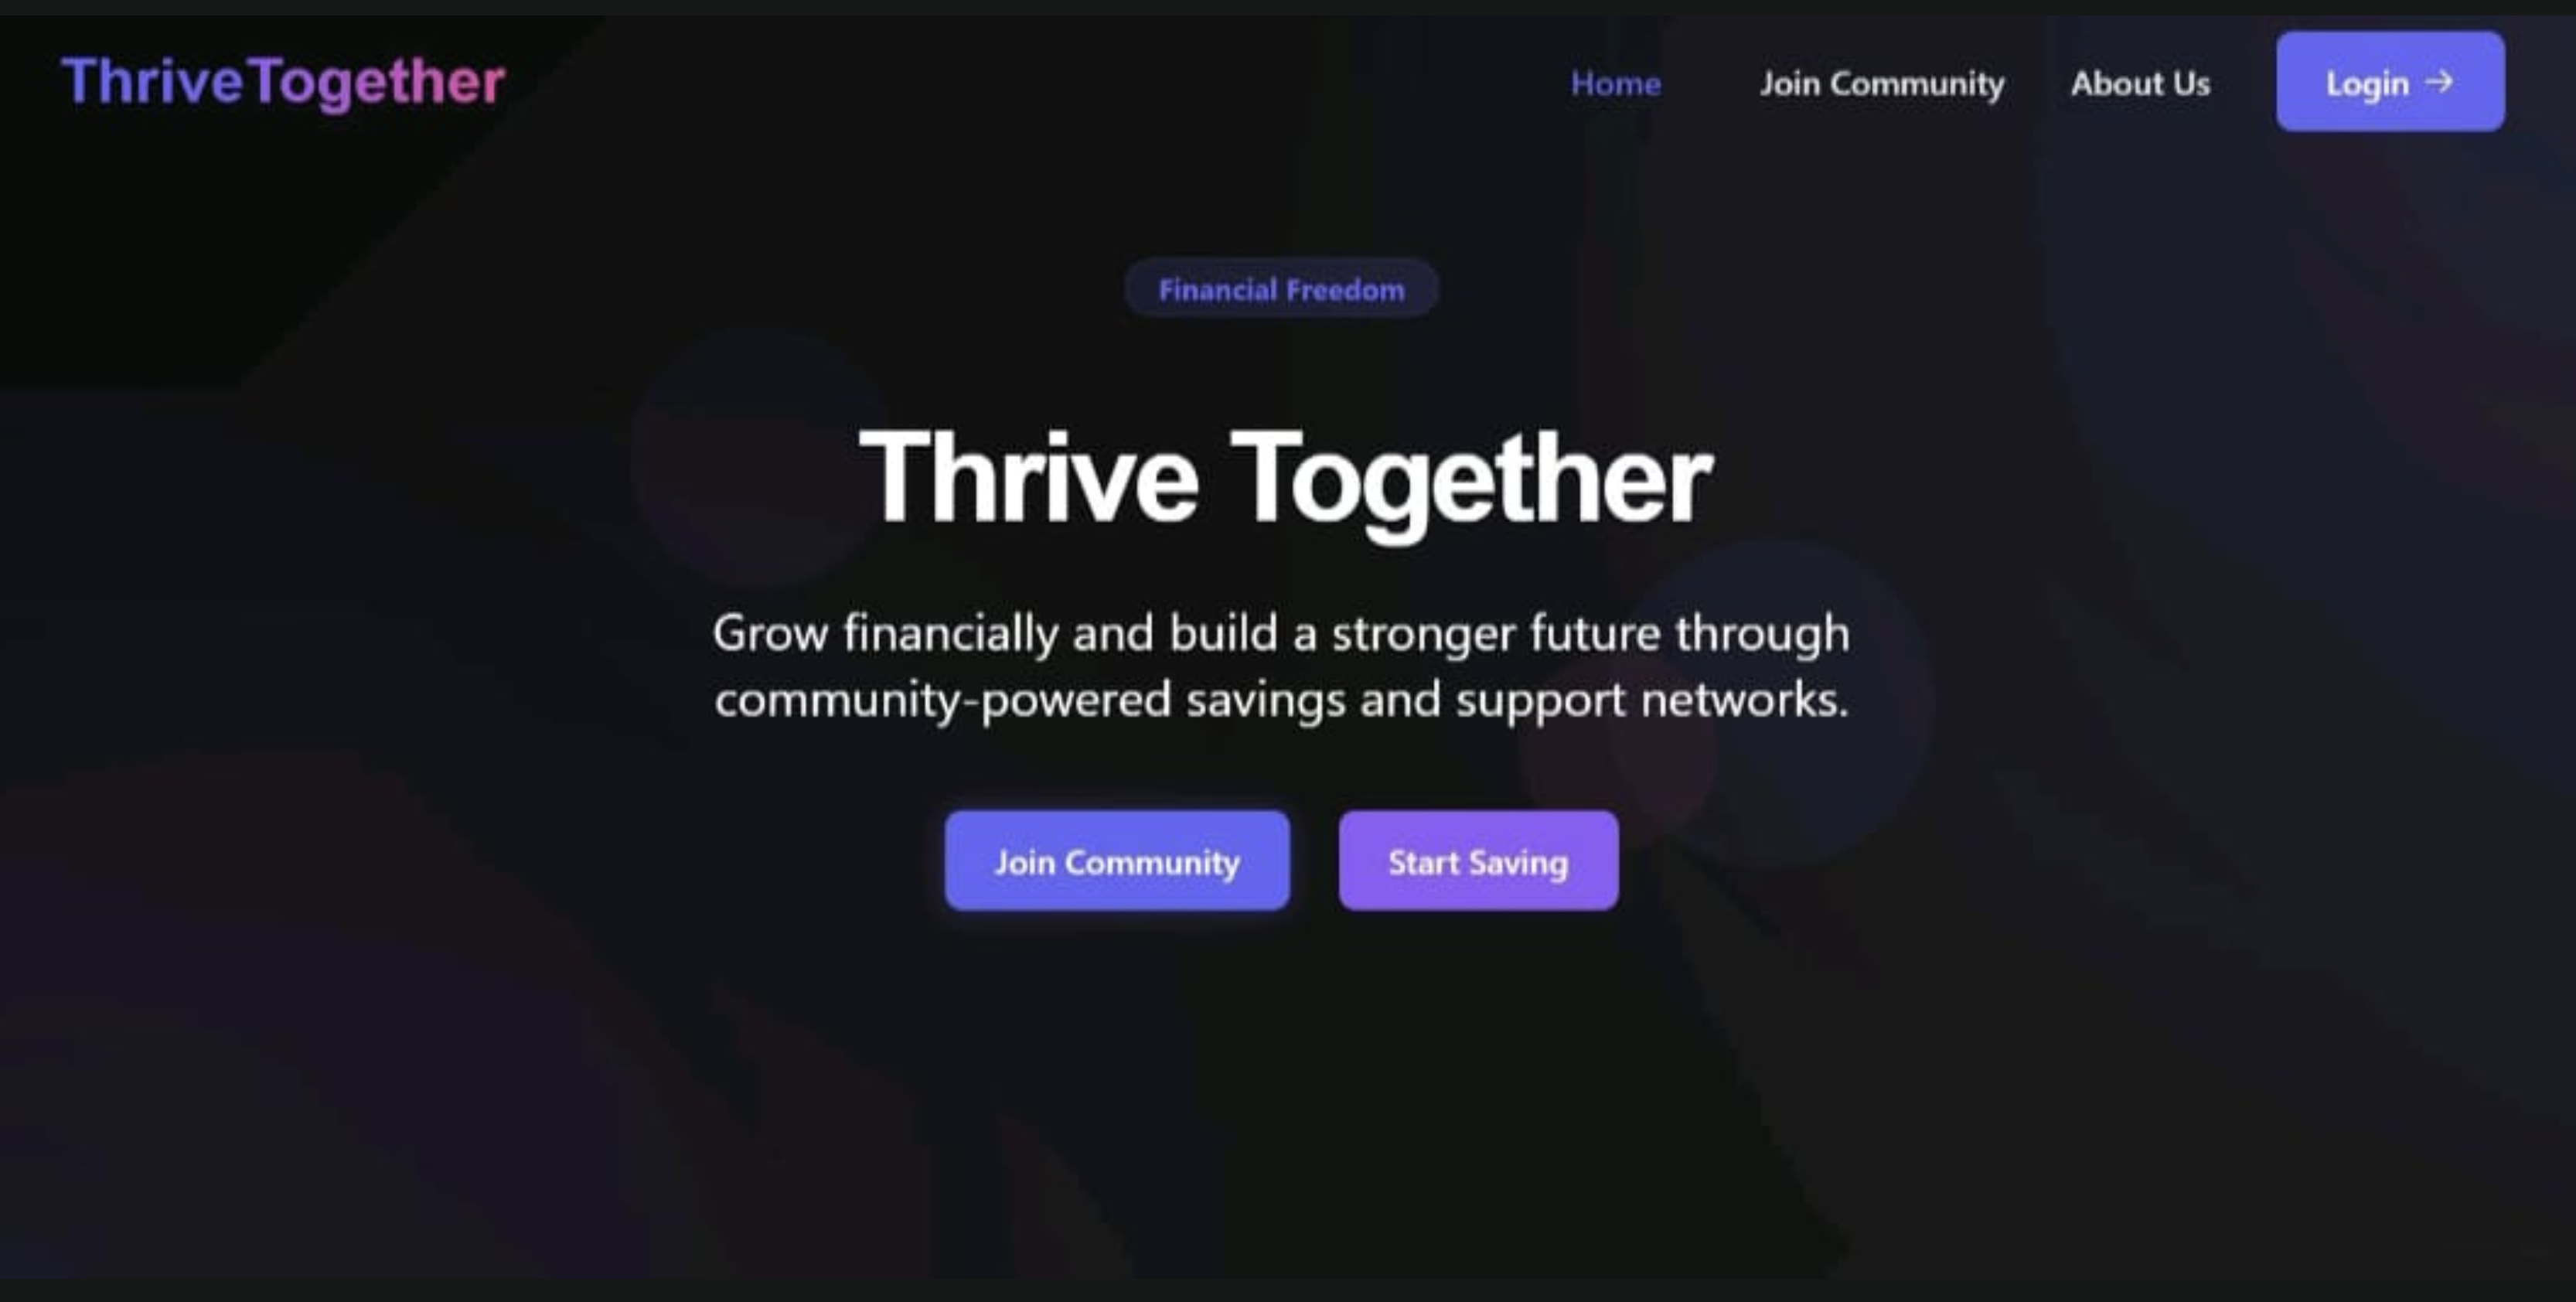 ThriveTogether
Home
Join Community
About Us
Login →
Financial Freedom
Thrive Together
Grow financially and build a stronger future through
community-powered savings and support networks.
Join Community
Start Saving